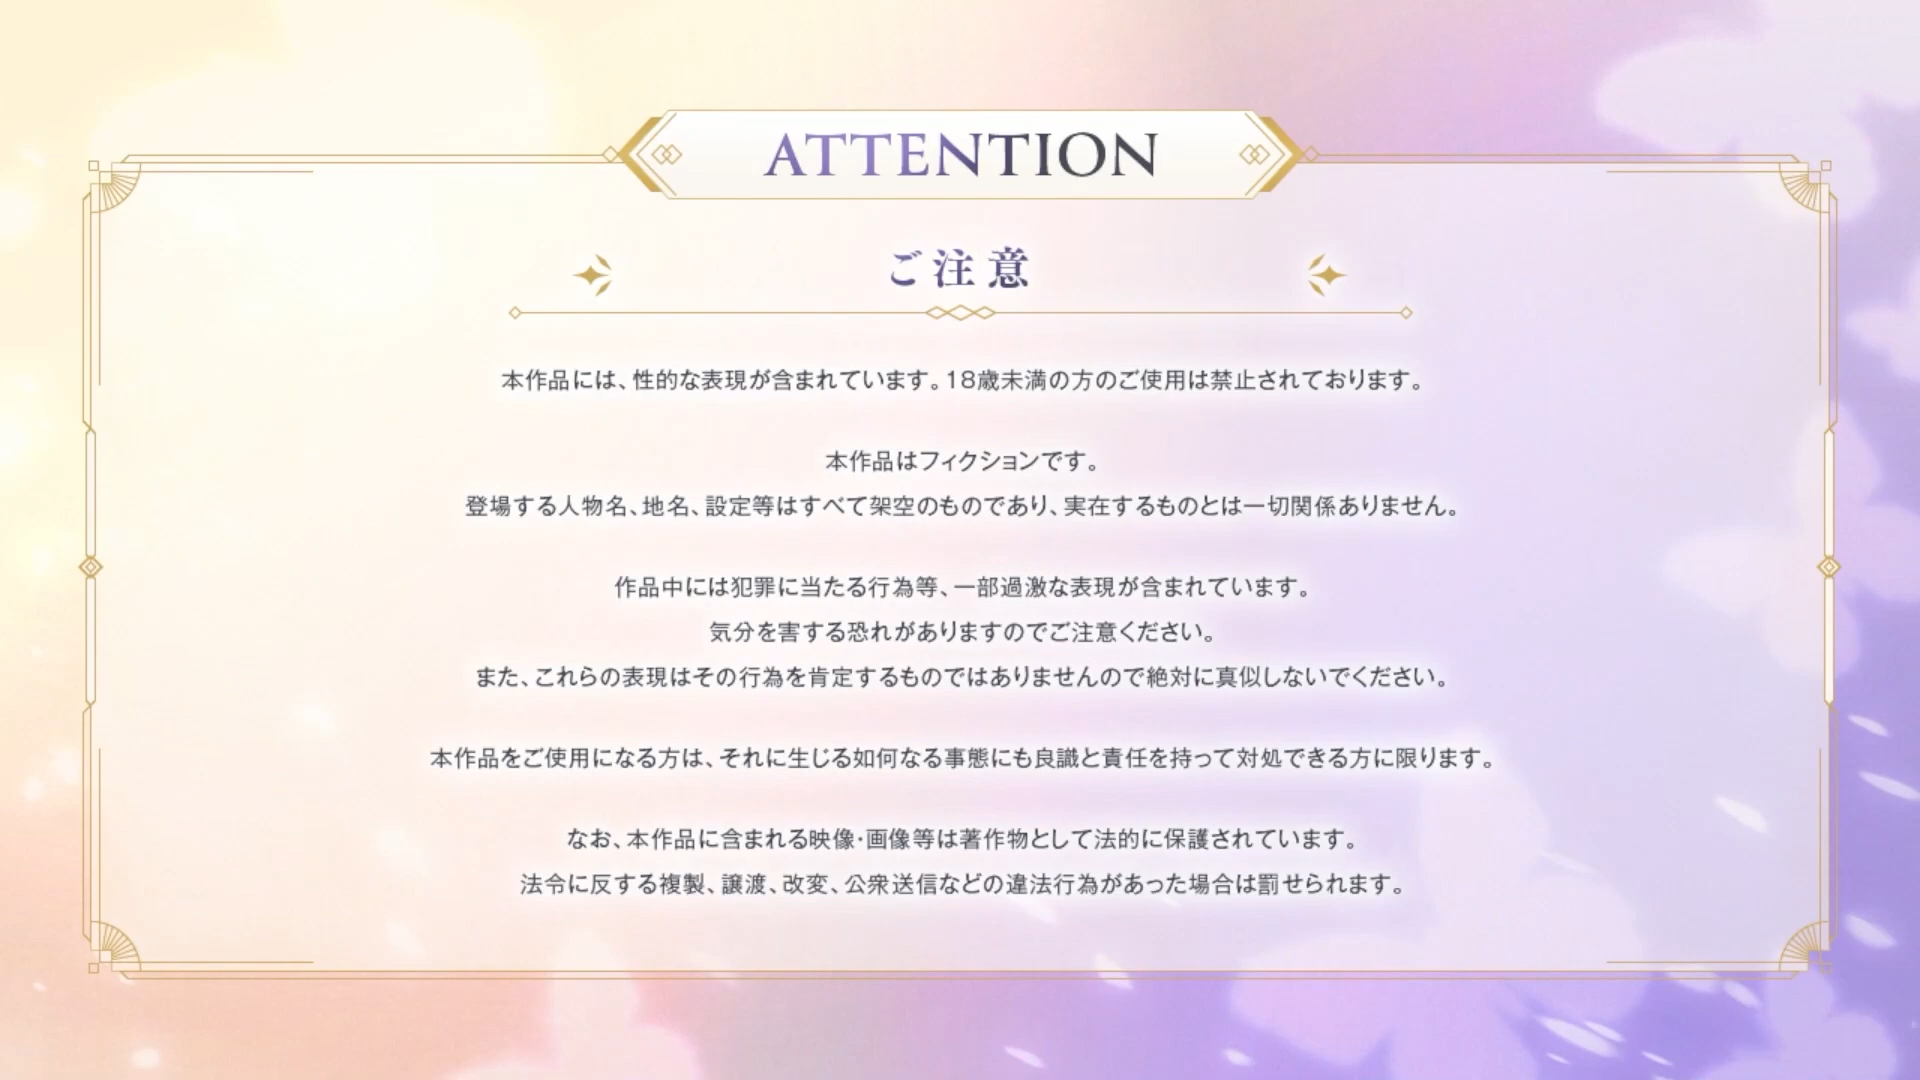 ATTENTION
ご注意
本作品には、性的な表現が含まれています。18歳未満の方のご使用は禁止されております。
本作品はフィクションです。
登場する人物名、地名、設定等はすべて架空のものであり、実在するものとは一切関係ありません。
作品中には犯罪に当たる行為等、一部過激な表現が含まれています。
気分を害する恐れがありますのでご注意ください。
また、これらの表現はその行為を肯定するものではありませんので絶対に真似しないでください。
本作品をご使用になる方は、それに生じる如何なる事態にも良識と責任を持って対処できる方に限ります。
なお、本作品に含まれる映像・画像等は著作物として法的に保護されています。
法令に反する複製、譲渡、改変、公衆送信などの違法行為があった場合は罰せられます。